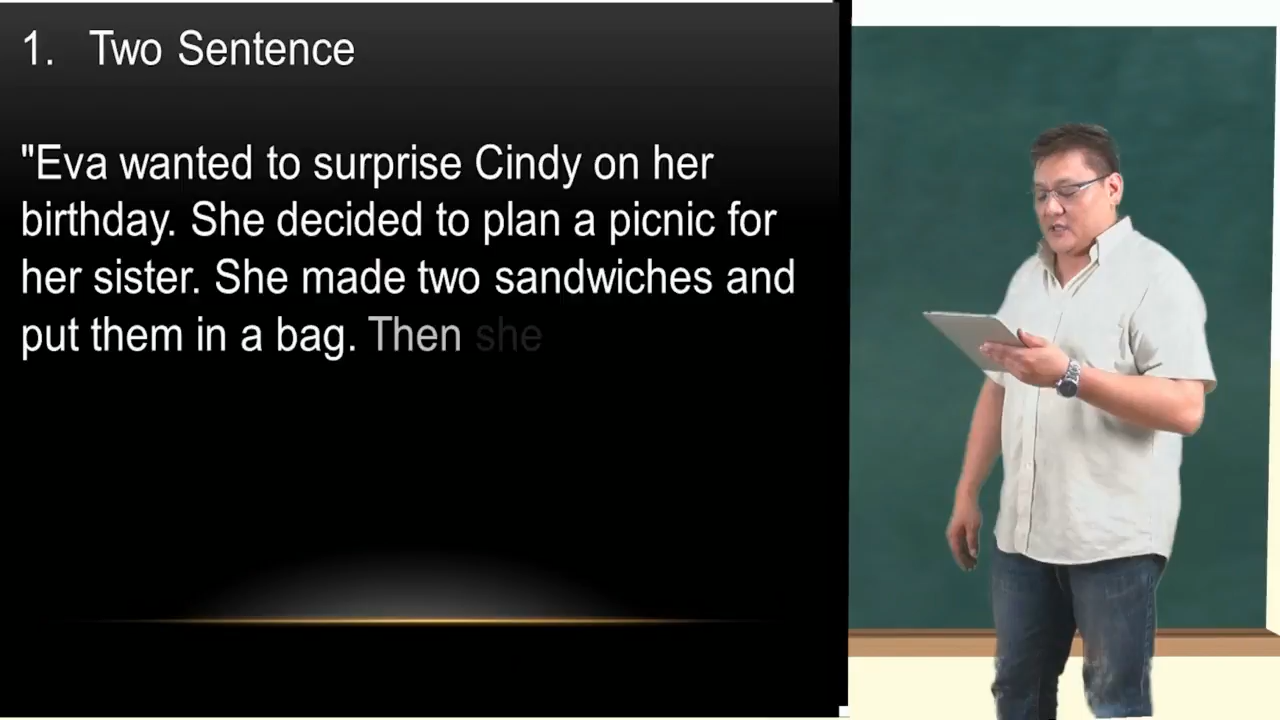 1. Two Sentence
"Eva wanted to surprise Cindy on her
birthday. She decided to plan a picnic for
her sister. She made two sandwiches and
put them in a bag. Then she